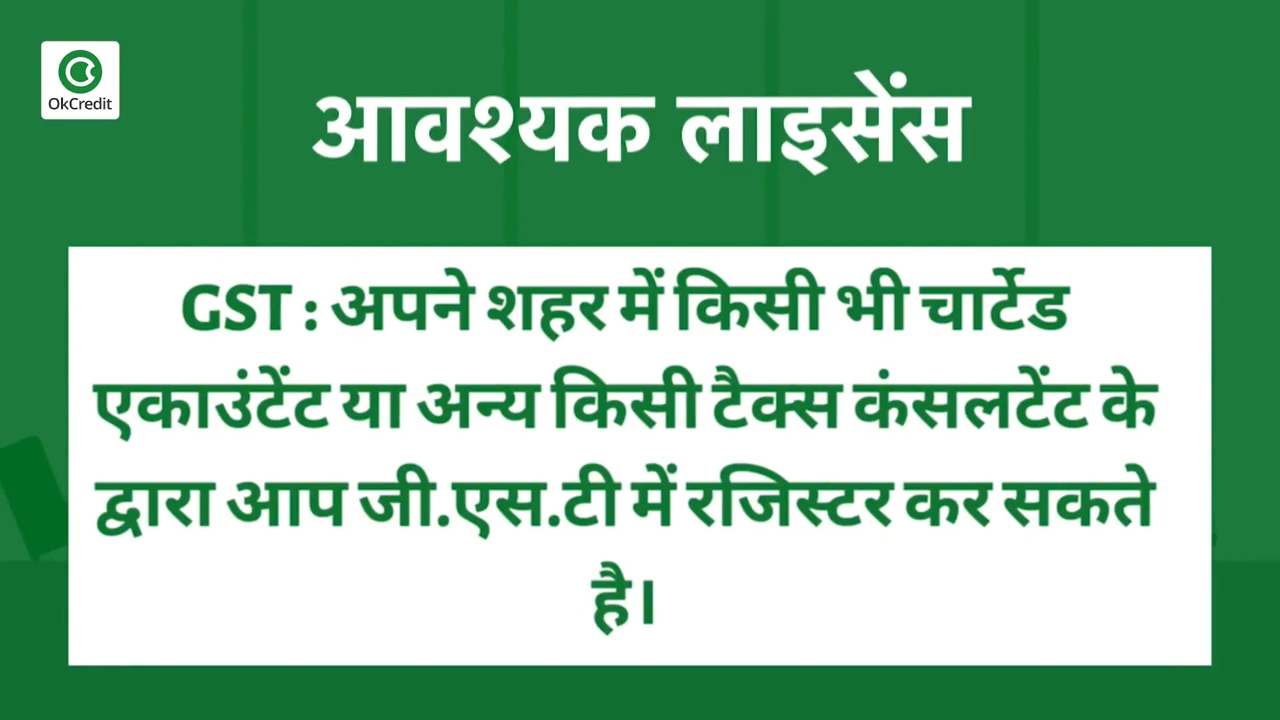 OkCredit
आवश्यक लाइसेंस
GST : अपने शहर में किसी भी चार्टेड
एकाउंटेंट या अन्य किसी टैक्स कंसलटेंट के
द्वारा आप जी.एस.टी में रजिस्टर कर सकते
है।